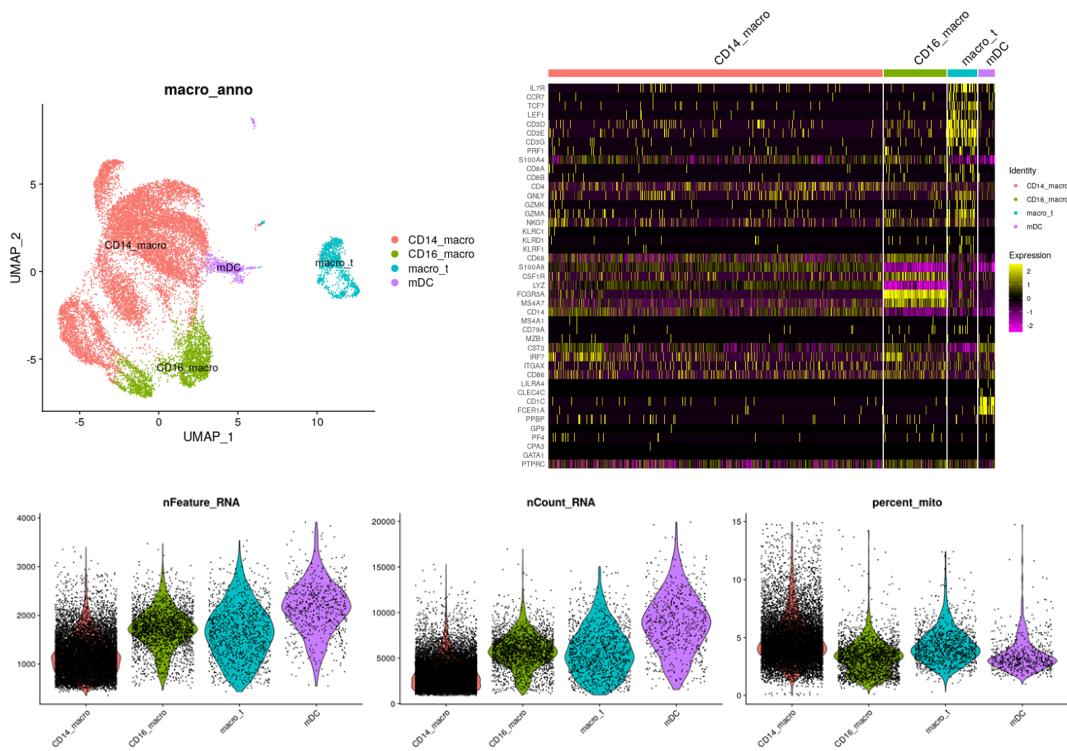 macro_anno
UMAP_2
5
0
-5
CD14_macro
mDC
macro_t
CD16_macro
-5
0
5
10
UMAP_1
CD14_macro
CD16_macro
macro_t
mDC
CD14_macro
CD16_macro
macro_t
mDC
IL7R
CCR7
TCF7
LEF1
CD3D
CD3E
CD3G
PRF1
S100A4
CD8A
CD8B
CD4
GNLY
GZMK
GZMA
NKG7
KLRC1
KLRD1
KLRF1
CD68
S100A9
CSF1R
LYZ
FCGR3A
MS4A7
CD14
MS4A1
CD79A
MZB1
CST3
IRF7
ITGAX
CD86
LILRA4
CLEC4C
CD1C
FCER1A
PPBP
GP9
PF4
CPA3
GATA1
PTPRC
Identity
CD14_macro
CD16_macro
macro_t
mDC
Expression
2
1
0
-1
-2
nFeature_RNA
4000
3000
2000
1000
CD14_macro
CD16_macro
macro_t
mDC
nCount_RNA
20000
15000
10000
5000
0
CD14_macro
CD16_macro
macro_t
mDC
percent_mito
15
10
5
0
CD14_macro
CD16_macro
macro_t
mDC